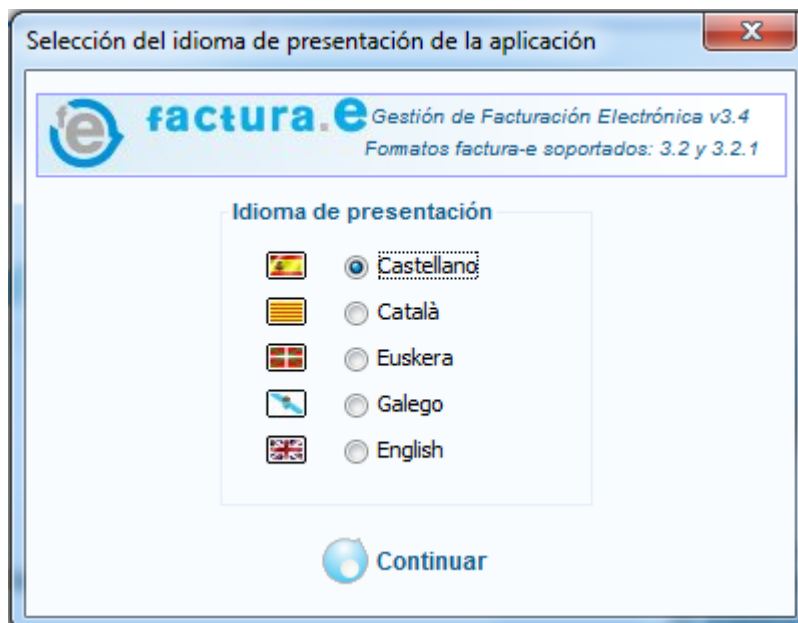 Selección del idioma de presentación de la aplicación
factura.e
Gestión de Facturación Electrónica v3.4
Formatos factura-e soportados: 3.2 y 3.2.1
Idioma de presentación
Castellano
Català
Euskera
Galego
English
Continuar